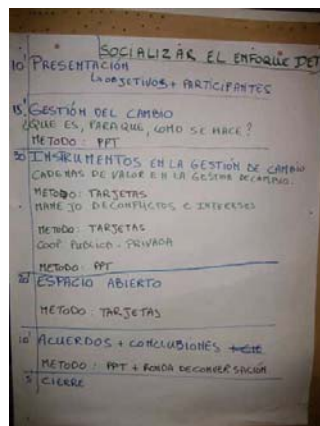 SOCIALIZAR EL ENFOQUE DET
10' PRESENTACIÓN
↳ OBJETIVOS + PARTICIPANTES
15' GESTIÓN DEL CAMBIO
¿QUE ES, PARA QUE, COMO SE HACE?
METODO: PPT
30' INSTRUMENTOS EN LA GESTIÓN DE CAMBIO
CADENAS DE VALOR EN LA GESTION DE CAMBIO.
METODO: TARJETAS
MANEJO DE CONFLICTOS E INTERESES
METODO: TARJETAS
COOP PUBLICO - PRIVADA
METODO: PPT
20' ESPACIO ABIERTO
METODO: TARJETAS
10' ACUERDOS + CONCLUSIONES
METODO: PPT + RONDA DE CONVERSACIÓN
5 CIERRE